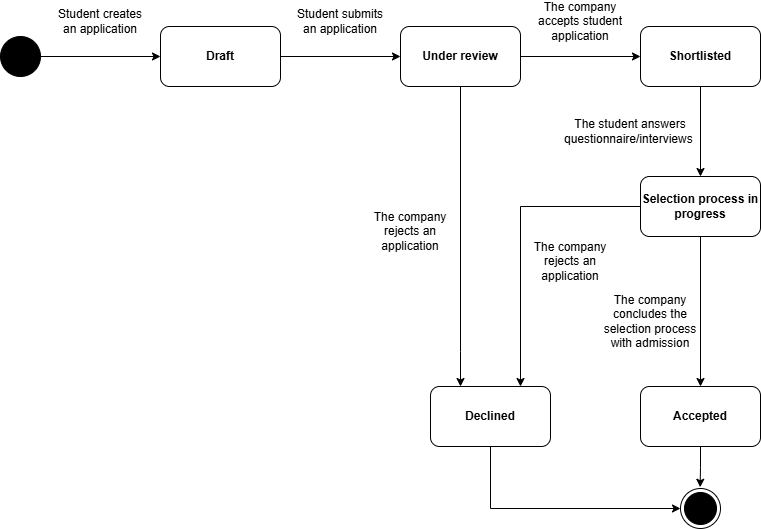 Student creates
an application
Student submits
an application
The company
accepts student
application
Draft
Under review
Shortlisted
The student answers
questionnaire/interviews
Selection process in
progress
The company
rejects an
application
The company
rejects an
application
The company
concludes the
selection process
with admission
Declined
Accepted